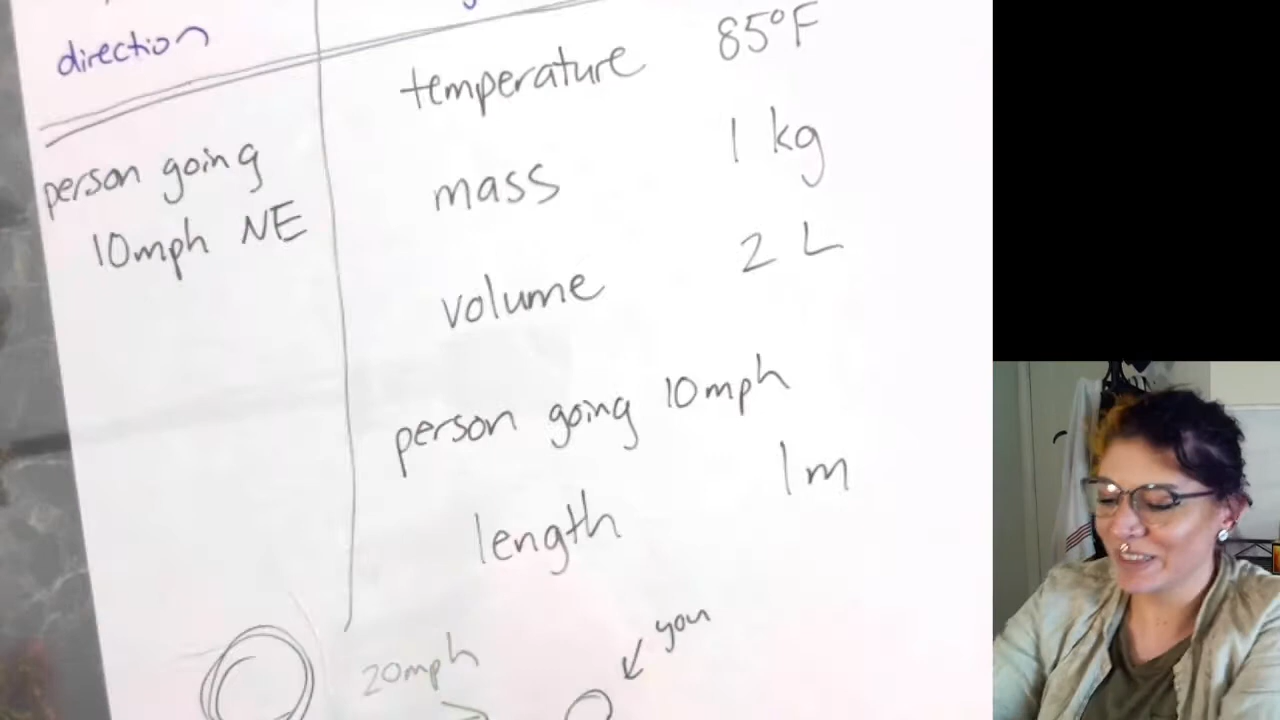 direction
person going
10mph NE
temperature 85°F
mass 1 kg
volume 2 L
person going 10mph
length 1m
20mph
you